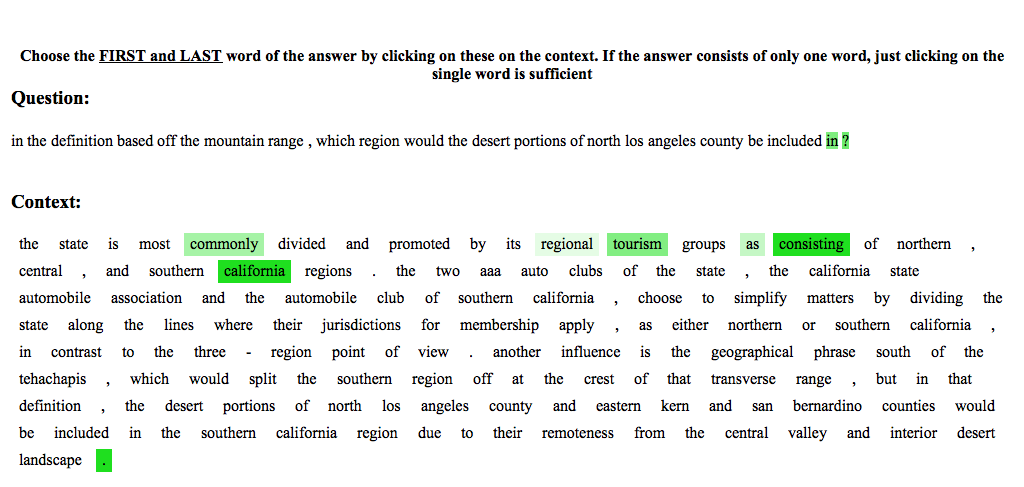 Choose the FIRST and LAST word of the answer by clicking on these on the context. If the answer consists of only one word, just clicking on the
single word is sufficient
Question:
in the definition based off the mountain range , which region would the desert portions of north los angeles county be included in ?
Context:
the state is most commonly divided and promoted by its regional tourism groups as consisting of northern ,
central , and southern california regions . the two aaa auto clubs of the state , the california state
automobile association and the automobile club of southern california , choose to simplify matters by dividing the
state along the lines where their jurisdictions for membership apply , as either northern or southern california ,
in contrast to the three - region point of view . another influence is the geographical phrase south of the
tehachapis , which would split the southern region off at the crest of that transverse range , but in that
definition , the desert portions of north los angeles county and eastern kern and san bernardino counties would
be included in the southern california region due to their remoteness from the central valley and interior desert
landscape .